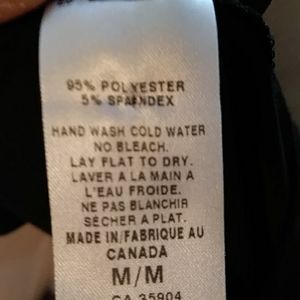 95% POLYESTER
5% SPANDEX
HAND WASH COLD WATER
NO BLEACH.
LAY FLAT TO DRY.
LAVER A LA MAIN A
L'EAU FROIDE.
NE PAS BLANCHIR
SÉCHER A PLAT.
MADE IN/FABRIQUE AU
CANADA
M/M
CA 35904